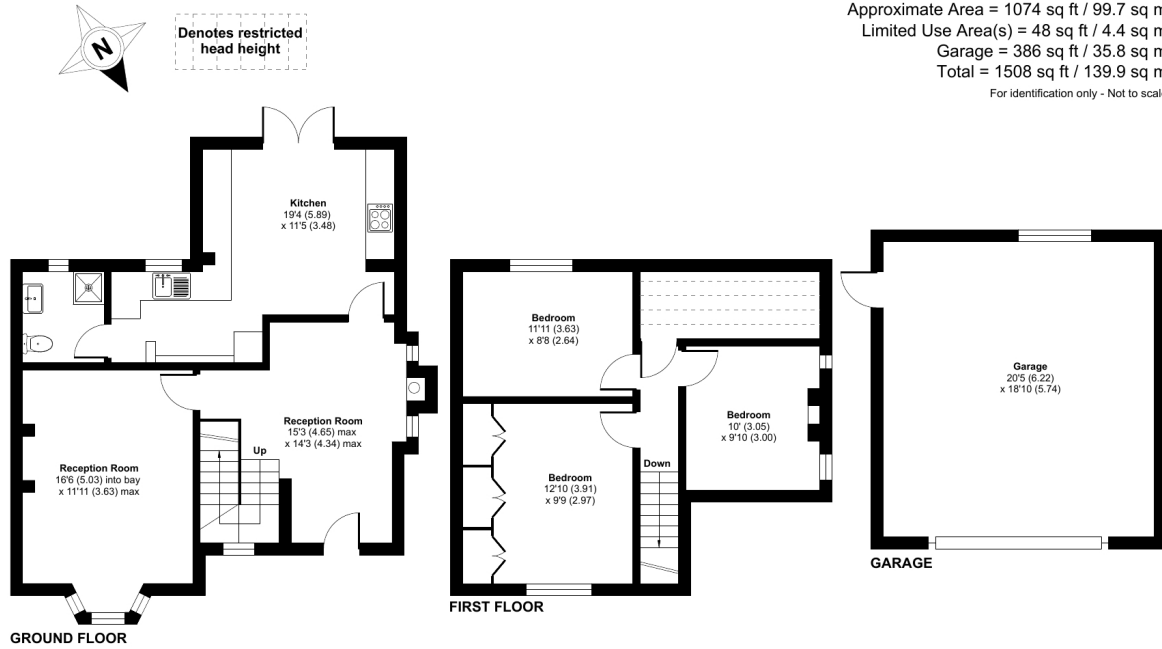 Approximate Area = 1074 sq ft / 99.7 sq m
Limited Use Area(s) = 48 sq ft / 4.4 sq m
Garage = 386 sq ft / 35.8 sq m
Total = 1508 sq ft / 139.9 sq m
For identification only - Not to scale
N
Denotes restricted
head height
Kitchen
19'4 (5.89)
x 11'5 (3.48)
Reception Room
15'3 (4.65) max
x 14'3 (4.34) max
Up
Reception Room
16'6 (5.03) into bay
x 11'11 (3.63) max
GROUND FLOOR
Bedroom
11'11 (3.63)
x 8'8 (2.64)
Bedroom
10' (3.05)
x 9'10 (3.00)
Bedroom
12'10 (3.91)
x 9'9 (2.97)
Down
FIRST FLOOR
Garage
20'5 (6.22)
x 18'10 (5.74)
GARAGE